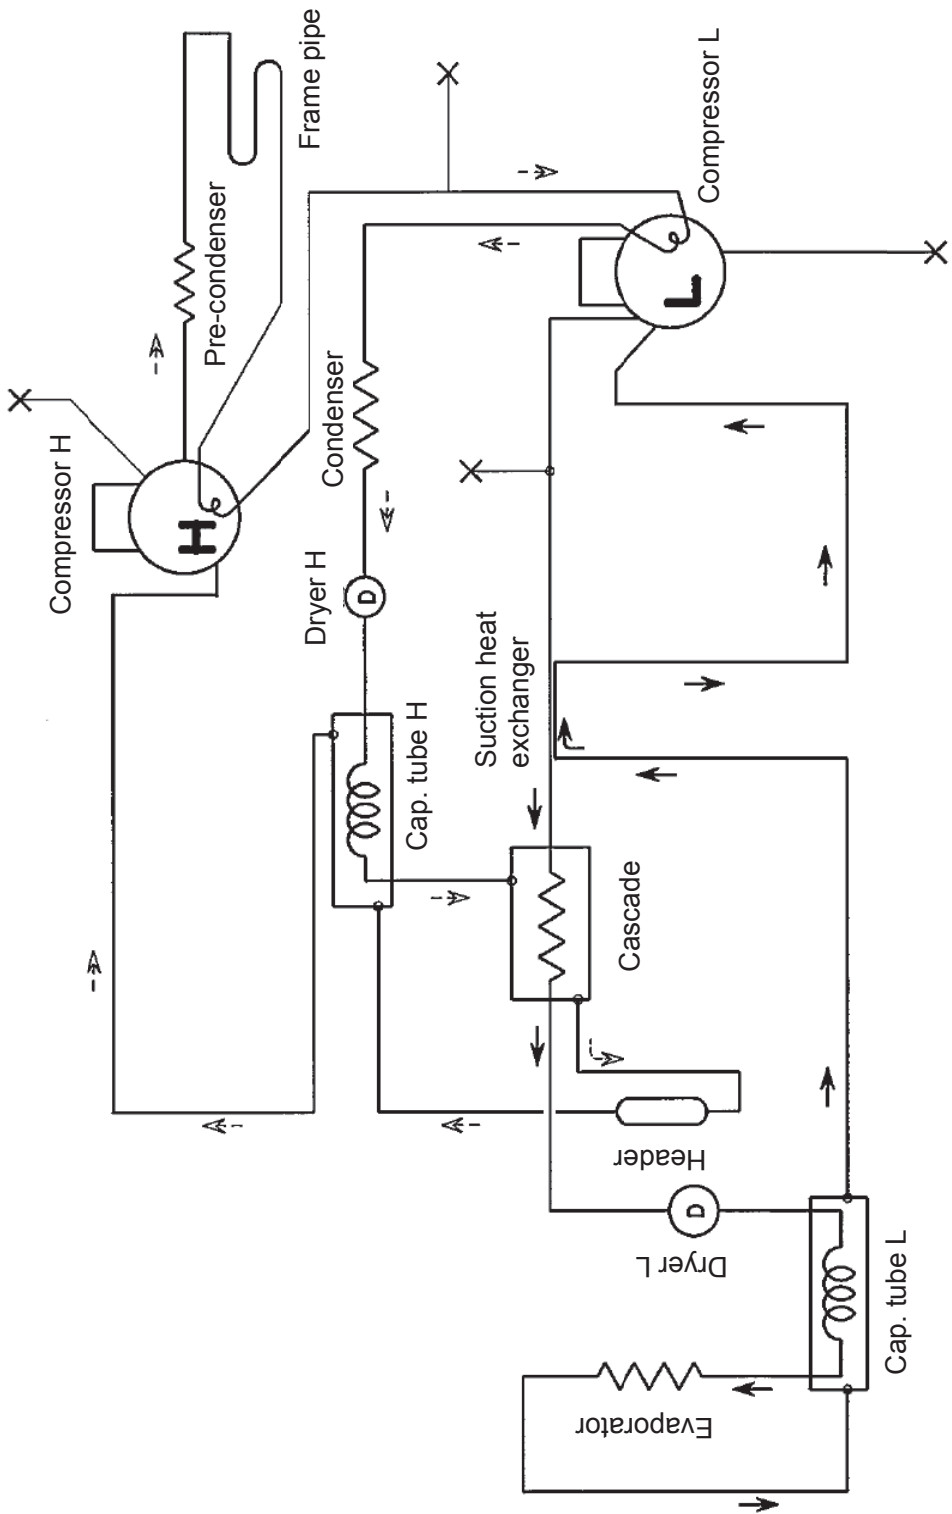 Frame pipe
Compressor L
Pre-condenser
Compressor H
H
L
Condenser
Dryer H
D
Suction heat
exchanger
Cap. tube H
Cascade
Header
Dryer L
D
Evaporator
Cap. tube L